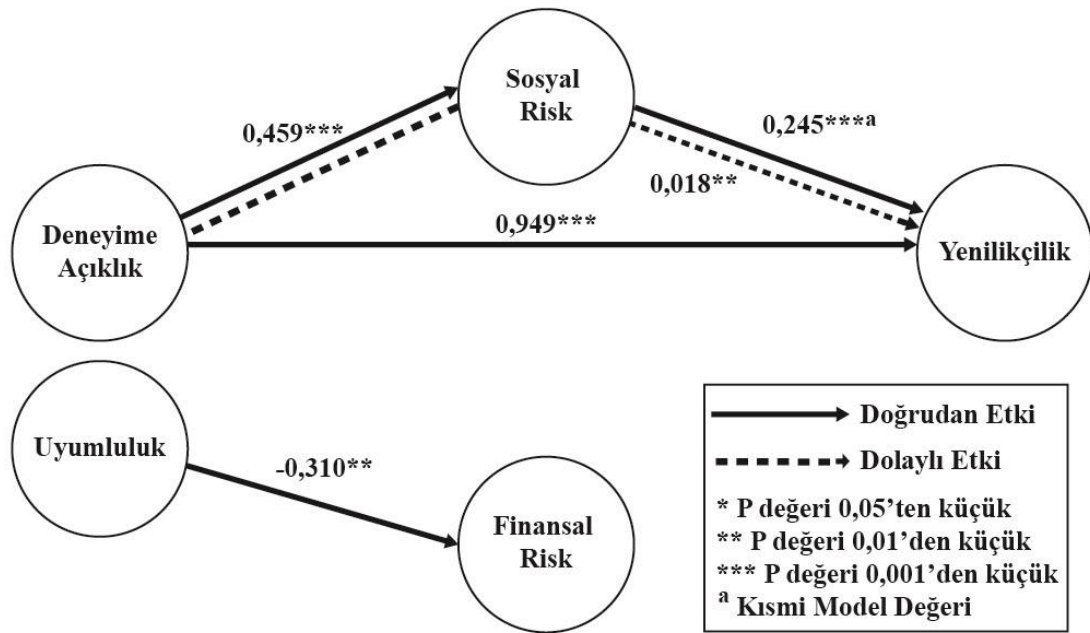 Sosyal
Risk
0,459***
0,245***ᵃ
0,018**
0,949***
Deneyime
Açıklık
Yenilikçilik
Uyumluluk
-0,310**
Finansal
Risk
Doğrudan Etki
Dolaylı Etki
* P değeri 0,05'ten küçük
** P değeri 0,01'den küçük
*** P değeri 0,001'den küçük
ᵃ Kısmi Model Değeri